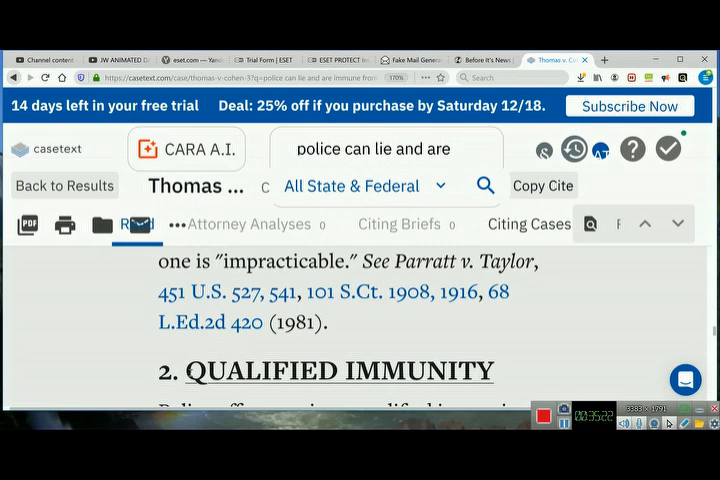 Channel content
JW ANIMATED D
eset.com — Yan
Trial Form | ESET
ESET PROTECT
Fake Mail Genera
Before It's News
Thomas v. Co
https://casetext.com/case/thomas-v-cohen-3?q=police can lie and are immune from
170%
Search
14 days left in your free trial
Deal: 25% off if you purchase by Saturday 12/18.
Subscribe Now
casetext
CARA A.I.
police can lie and are
Back to Results
Thomas ...
C
All State & Federal
Copy Cite
PDF
Attorney Analyses 0
Citing Briefs 0
Citing Cases
F
one is "impracticable." See Parratt v. Taylor,
451 U.S. 527, 541, 101 S.Ct. 1908, 1916, 68
L.Ed.2d 420 (1981).
2. QUALIFIED IMMUNITY
3383 x 1791